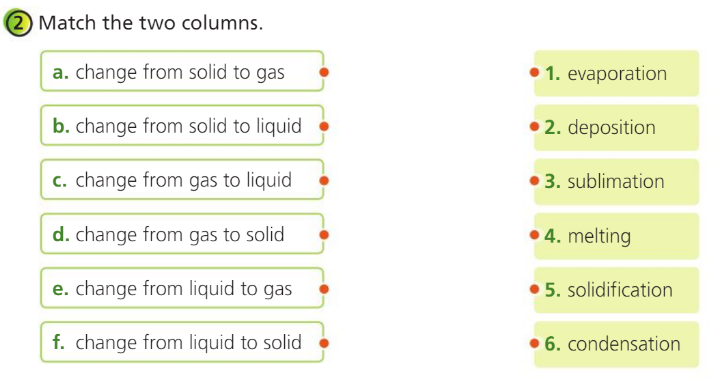 2 Match the two columns.
a. change from solid to gas
1. evaporation
b. change from solid to liquid
2. deposition
c. change from gas to liquid
3. sublimation
d. change from gas to solid
4. melting
e. change from liquid to gas
5. solidification
f. change from liquid to solid
6. condensation